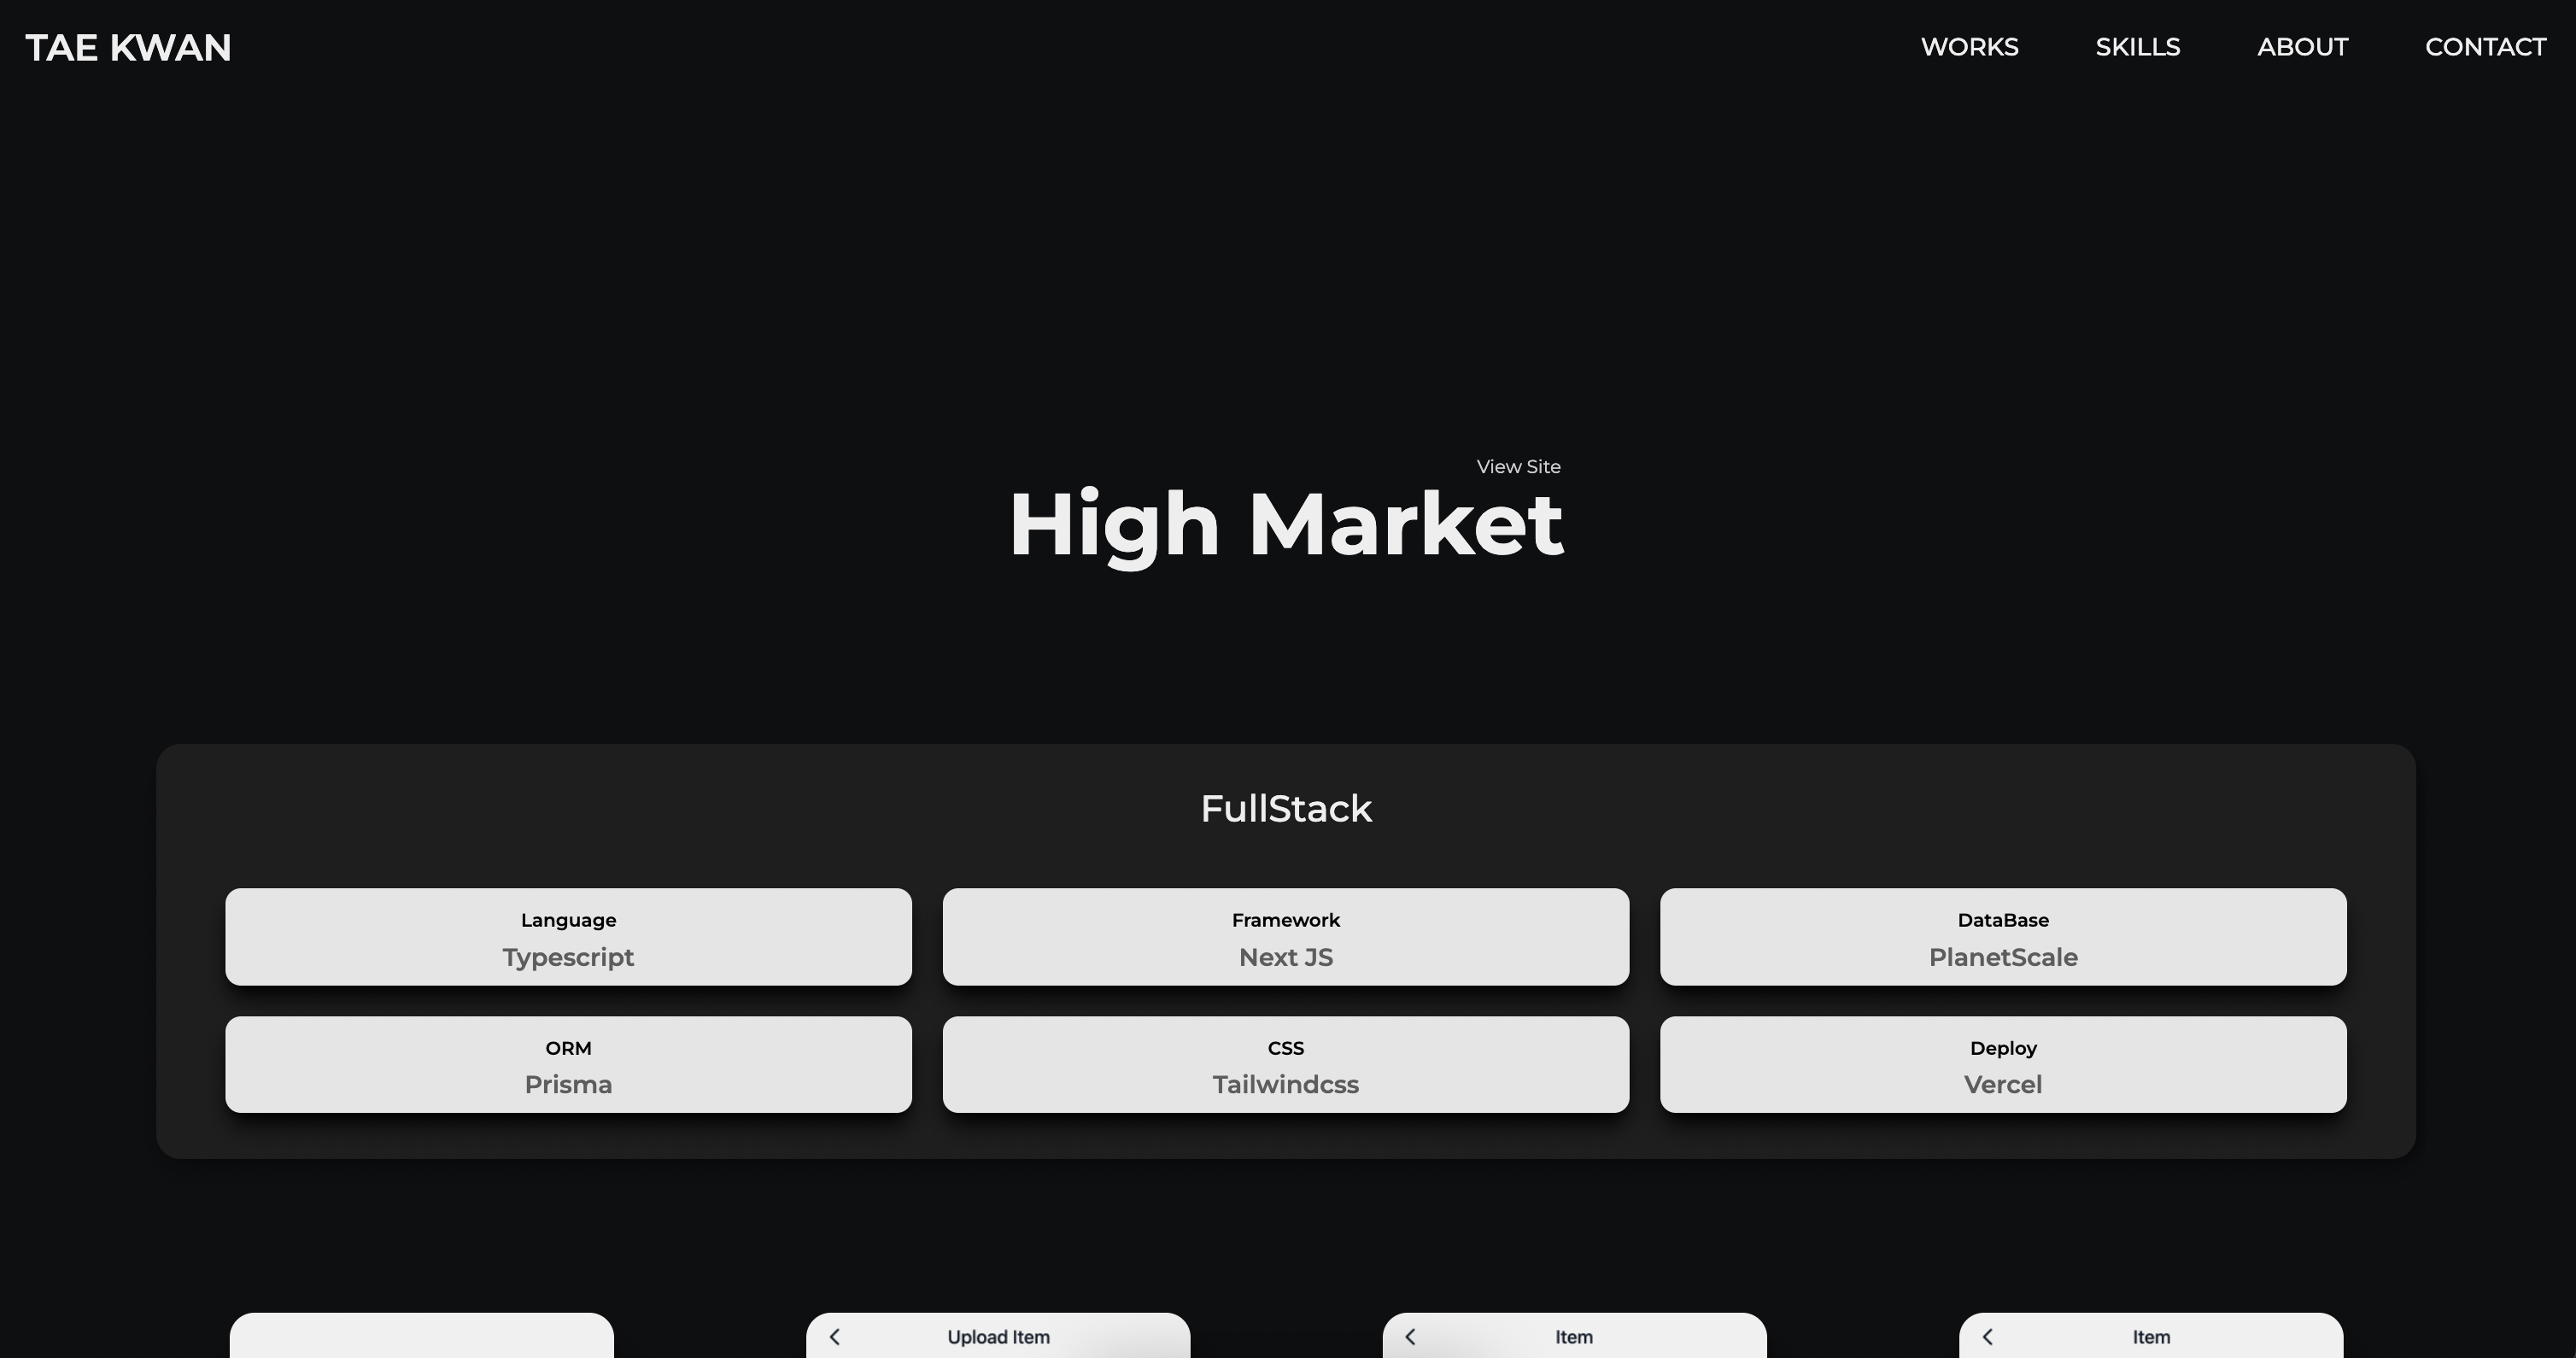 TAE KWAN
WORKS SKILLS ABOUT CONTACT
View Site
High Market
FullStack
Language
Typescript
Framework
Next JS
DataBase
PlanetScale
ORM
Prisma
CSS
Tailwindcss
Deploy
Vercel
Upload Item
Item
Item